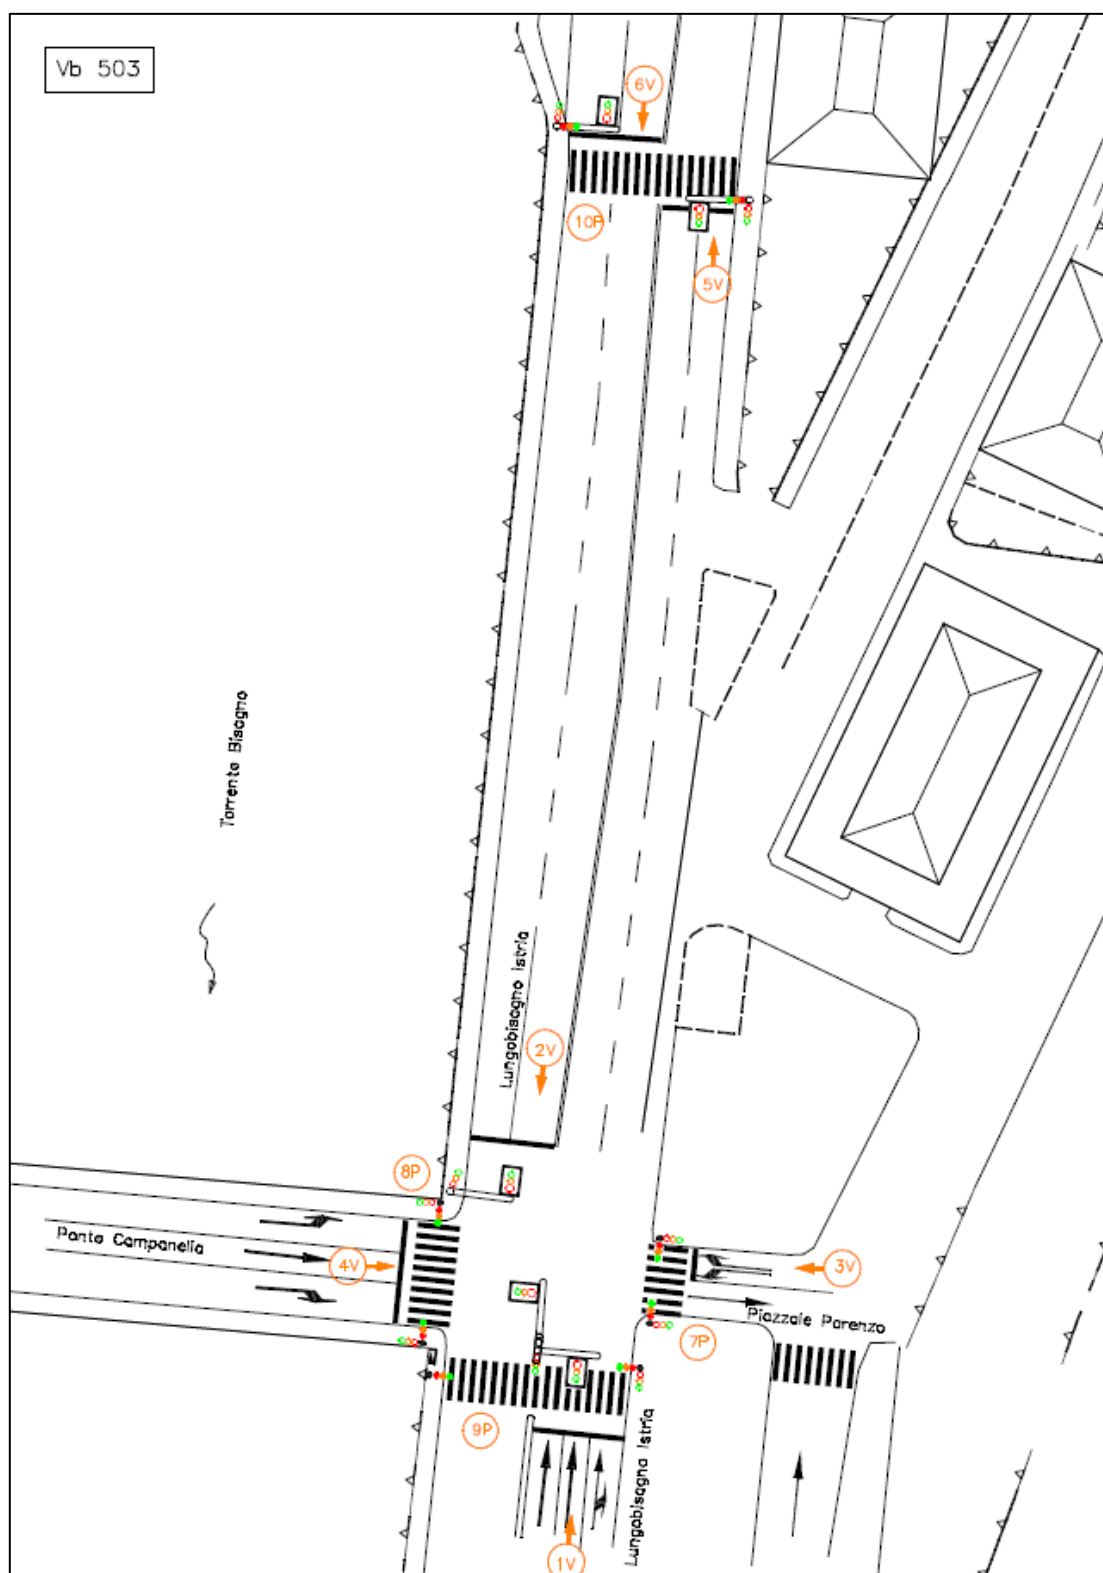 Vb 503
6V
10P
5V
Torrente Bisagno
Lungobisagno Istria
2V
8P
Ponte Campanella
4V
3V
Piazzale Parenzo
7P
9P
Lungobisagno Istria
1V